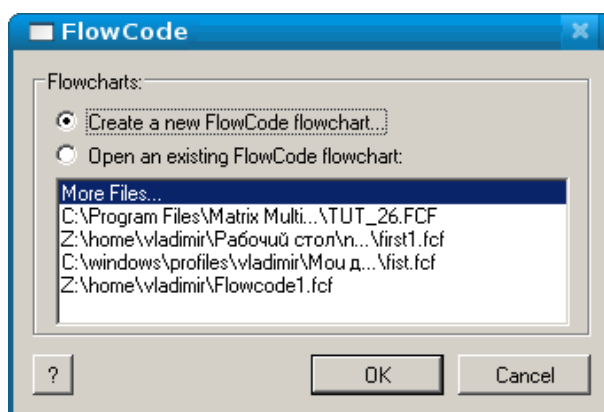 FlowCode
Flowcharts:
Create a new FlowCode flowchart...
Open an existing FlowCode flowchart:
More Files...
C:\Program Files\Matrix Multi...\TUT_26.FCF
Z:\home\vladimir\Рабочий стол\п...\first1.fcf
C:\windows\profiles\vladimir\Мои д...\fist.fcf
Z:\home\vladimir\Flowcode1.fcf
?
OK
Cancel